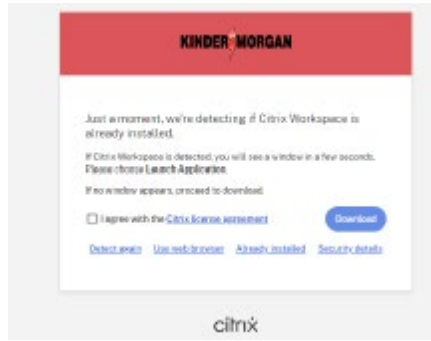 KINDER MORGAN
Just a moment, we're detecting if Citrix Workspace is
already installed.
If Citrix Workspace is detected, you will see a window in a few seconds.
Please choose Launch Application.
If no window appears, proceed to download.
I agree with the Citrix license agreement
Download
Detect again Use web browser Already installed Security details
citrix